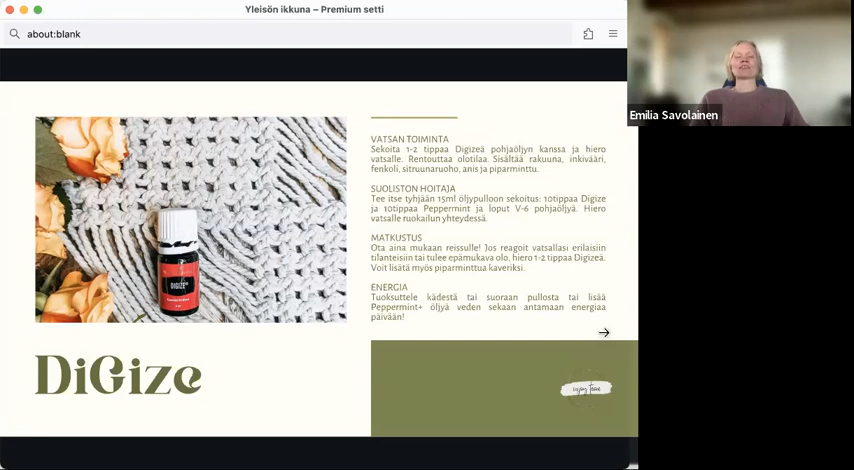 Yleisön ikkuna – Premium setti
about:blank
Emilia Savolainen
VATSAN TOIMINTA
Sekoita 1-2 tippaa Digizeä pohjaöljyn kanssa ja hiero
vatsalle. Rentouttaa olotilaa. Sisältää rakuuna, inkivääri,
fenkoli, sitruunaruoho, anis ja piparminttu.
SUOLISTON HOITAJA
Tee itse tyhjään 15ml öljypulloon sekoitus: 10tippaa Digize
ja 10tippaa Peppermint ja loput V-6 pohjaöljyä. Hiero
vatsalle ruokailun yhteydessä.
MATKUSTUS
Ota aina mukaan reissulle! Jos reagoit vatsallasi erilaisiin
tilanteisiin tai tulee epämukava olo, hiero 1-2 tippaa Digizeä.
Voit lisätä myös piparminttua kaveriksi.
ENERGIA
Tuoksuttele kädestä tai suoraan pullosta tai lisää
Peppermint+ öljyä veden sekaan antamaan energiaa
päivään!
DIGIZE
DiGize